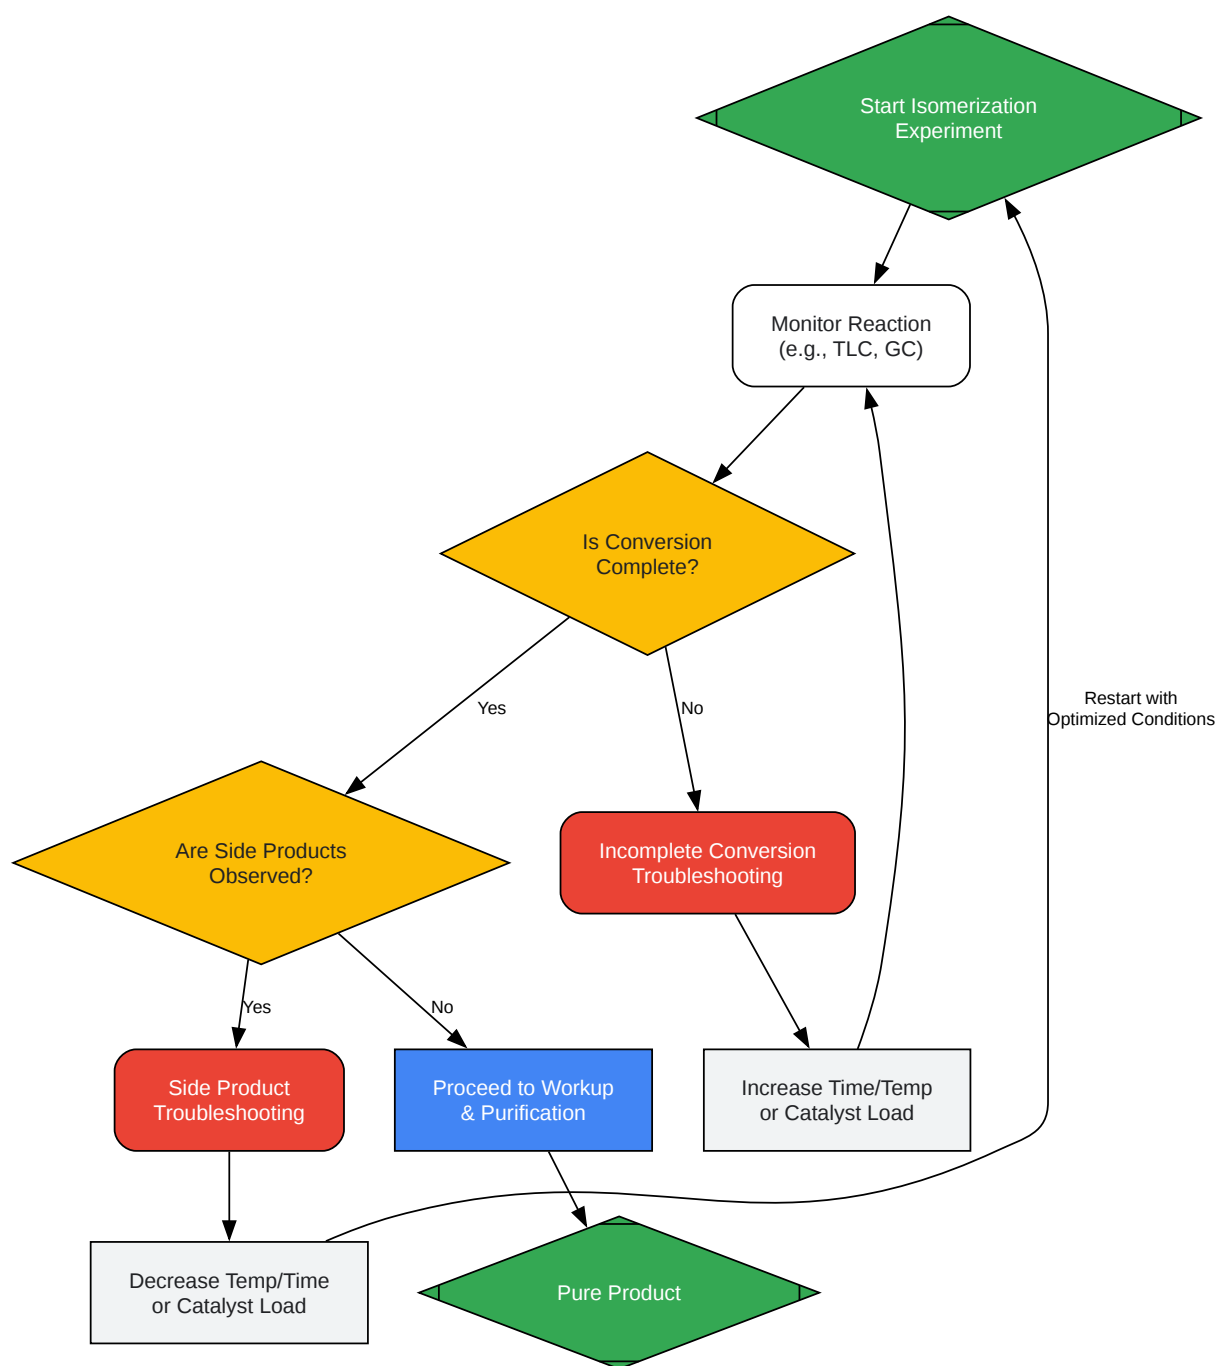 Start Isomerization
Experiment
Monitor Reaction
(e.g., TLC, GC)
Is Conversion
Complete?
Yes
No
Restart with
Optimized Conditions
Are Side Products
Observed?
Incomplete Conversion
Troubleshooting
Yes
No
Side Product
Troubleshooting
Proceed to Workup
& Purification
Increase Time/Temp
or Catalyst Load
Decrease Temp/Time
or Catalyst Load
Pure Product